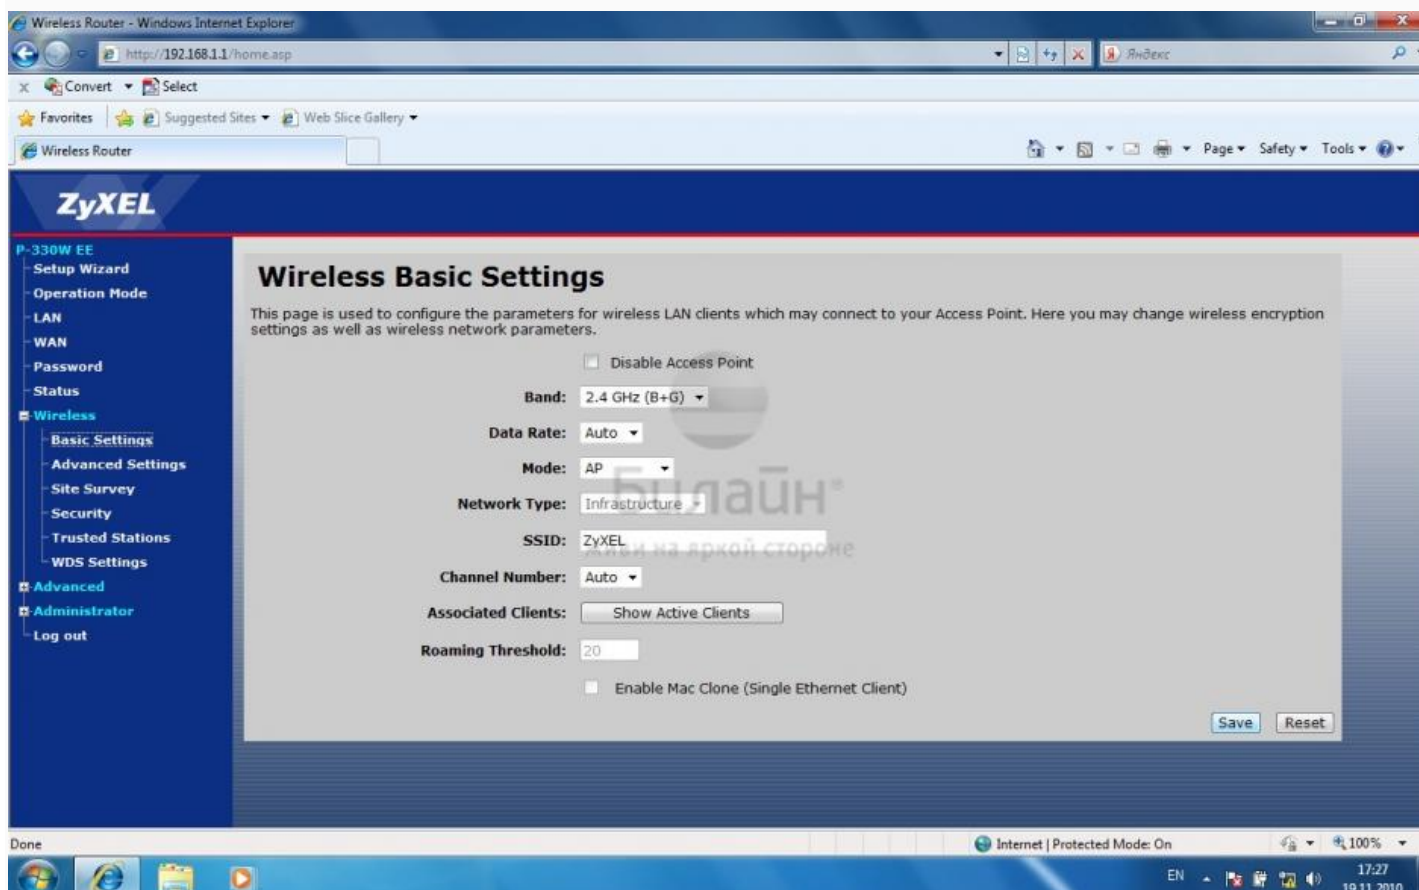 Wireless Router - Windows Internet Explorer
http://192.168.1.1/home.asp
Яндекс
x Convert Select
Favorites Suggested Sites Web Slice Gallery
Wireless Router Page Safety Tools
ZyXEL
P-330W EE
Setup Wizard
Operation Mode
LAN
WAN
Password
Status
Wireless
Basic Settings
Advanced Settings
Site Survey
Security
Trusted Stations
WDS Settings
Advanced
Administrator
Log out
Wireless Basic Settings
This page is used to configure the parameters for wireless LAN clients which may connect to your Access Point. Here you may change wireless encryption
settings as well as wireless network parameters.
Disable Access Point
Band: 2.4 GHz (B+G)
Data Rate: Auto
Mode: AP
Билайн®
Network Type: Infrastructure
SSID: ZyXEL
живи на яркой стороне
Channel Number: Auto
Associated Clients: Show Active Clients
Roaming Threshold: 20
Enable Mac Clone (Single Ethernet Client)
Save Reset
Done Internet | Protected Mode: On 100%
EN 17:27
19.11.2010